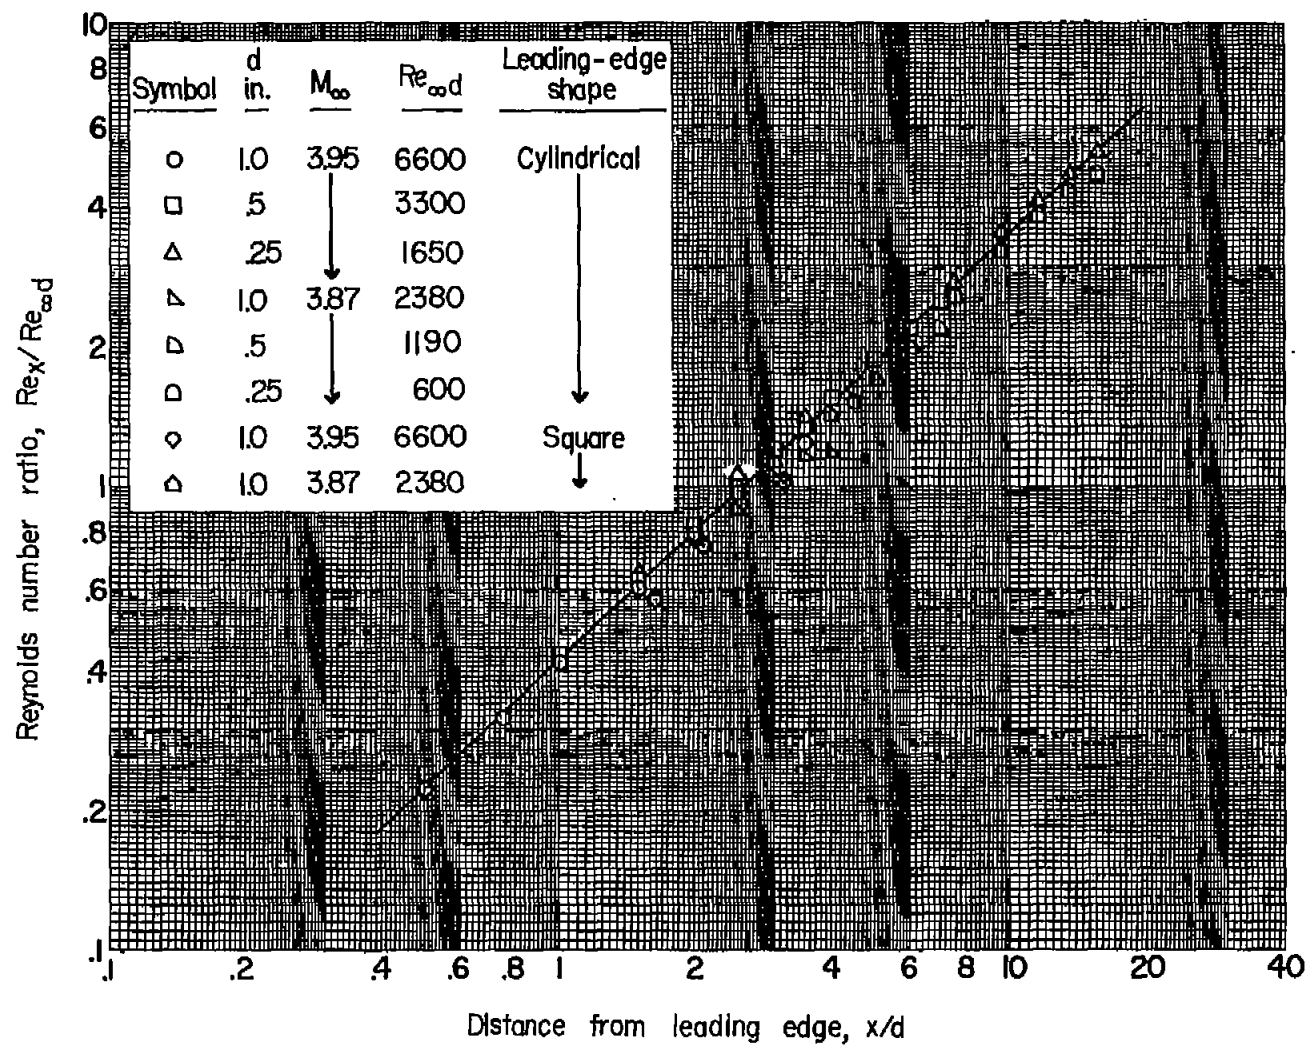 Symbol d in. M∞ Re∞d Leading-edge shape
1.0 3.95 6600 Cylindrical
.5 3300
.25 1650
1.0 3.87 2380
.5 1190
.25 600
1.0 3.95 6600 Square
1.0 3.87 2380
Reynolds number ratio, Rex/Re∞d
10
8
6
4
2
1
.8
.6
.4
.2
.1
.1 .2 .4 .6 .8 1 2 4 6 8 10 20 40
Distance from leading edge, x/d